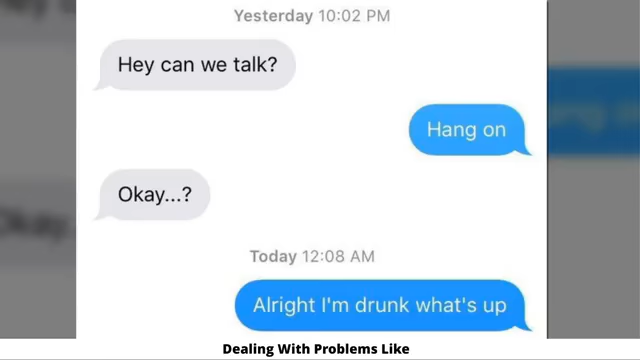 Yesterday 10:02 PM
Hey can we talk?
Hang on
Okay...?
Today 12:08 AM
Alright I'm drunk what's up
Dealing With Problems Like